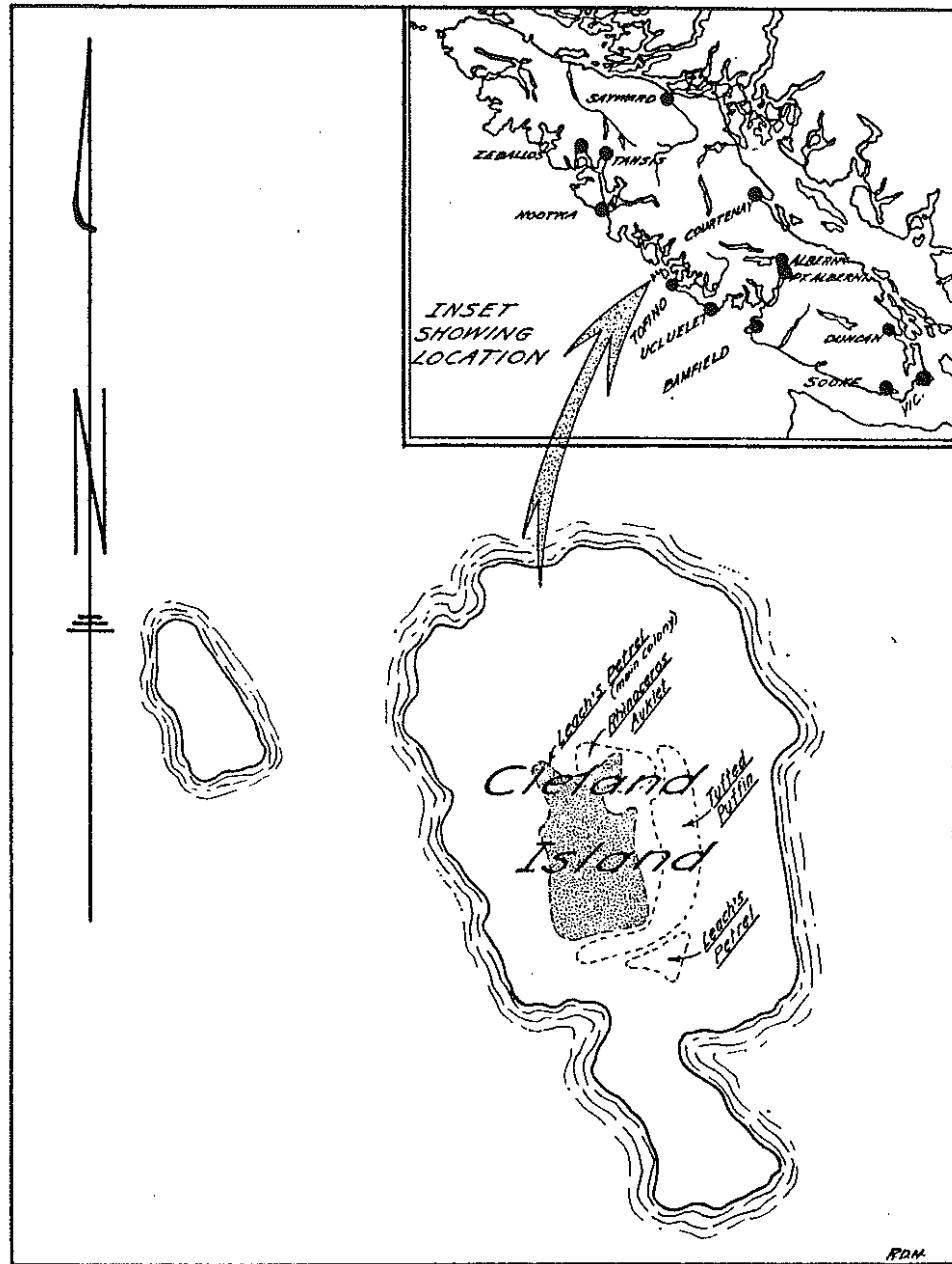 SAYWARD
ZEBALLOS
TAHSIS
NOOTKA
COURTENAY
ALBERNI
PT. ALBERNI
INSET
SHOWING
LOCATION
TOFINO
UCLUELET
BAMFIELD
DUNCAN
SOOKE
VIC.
N
Leach's Petrel
(main colony)
Rhinoceros
Auklet
Cleland
Island
Tufted
Puffin
Leach's
Petrel
R.D.H.